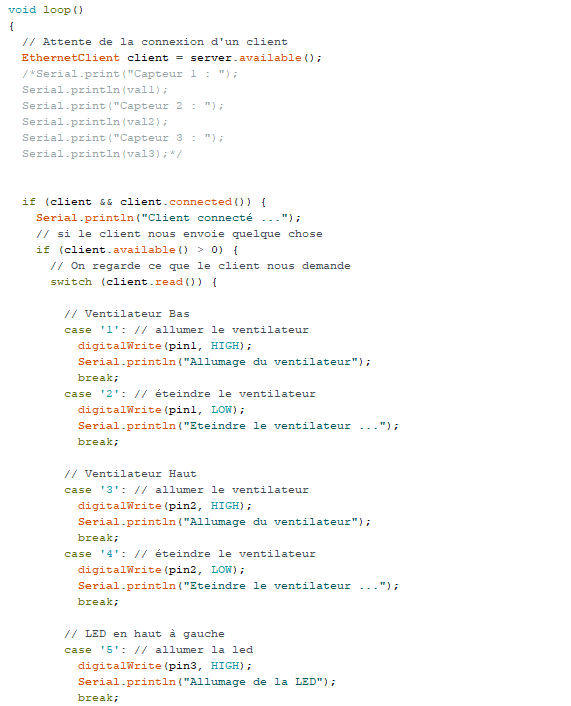 void loop()
{
  // Attente de la connexion d'un client
  EthernetClient client = server.available();
  /*Serial.print("Capteur 1 : ");
  Serial.println(val1);
  Serial.print("Capteur 2 : ");
  Serial.println(val2);
  Serial.print("Capteur 3 : ");
  Serial.println(val3);*/
  if (client && client.connected()) {
    Serial.println("Client connecté ...");
    // si le client nous envoie quelque chose
    if (client.available() > 0) {
      // On regarde ce que le client nous demande
      switch (client.read()) {
        // Ventilateur Bas
        case '1': // allumer le ventilateur
          digitalWrite(pin1, HIGH);
          Serial.println("Allumage du ventilateur");
          break;
        case '2': // éteindre le ventilateur
          digitalWrite(pin1, LOW);
          Serial.println("Eteindre le ventilateur ...");
          break;
        // Ventilateur Haut
        case '3': // allumer le ventilateur
          digitalWrite(pin2, HIGH);
          Serial.println("Allumage du ventilateur");
          break;
        case '4': // éteindre le ventilateur
          digitalWrite(pin2, LOW);
          Serial.println("Eteindre le ventilateur ...");
          break;
        // LED en haut à gauche
        case '5': // allumer la led
          digitalWrite(pin3, HIGH);
          Serial.println("Allumage de la LED");
          break;